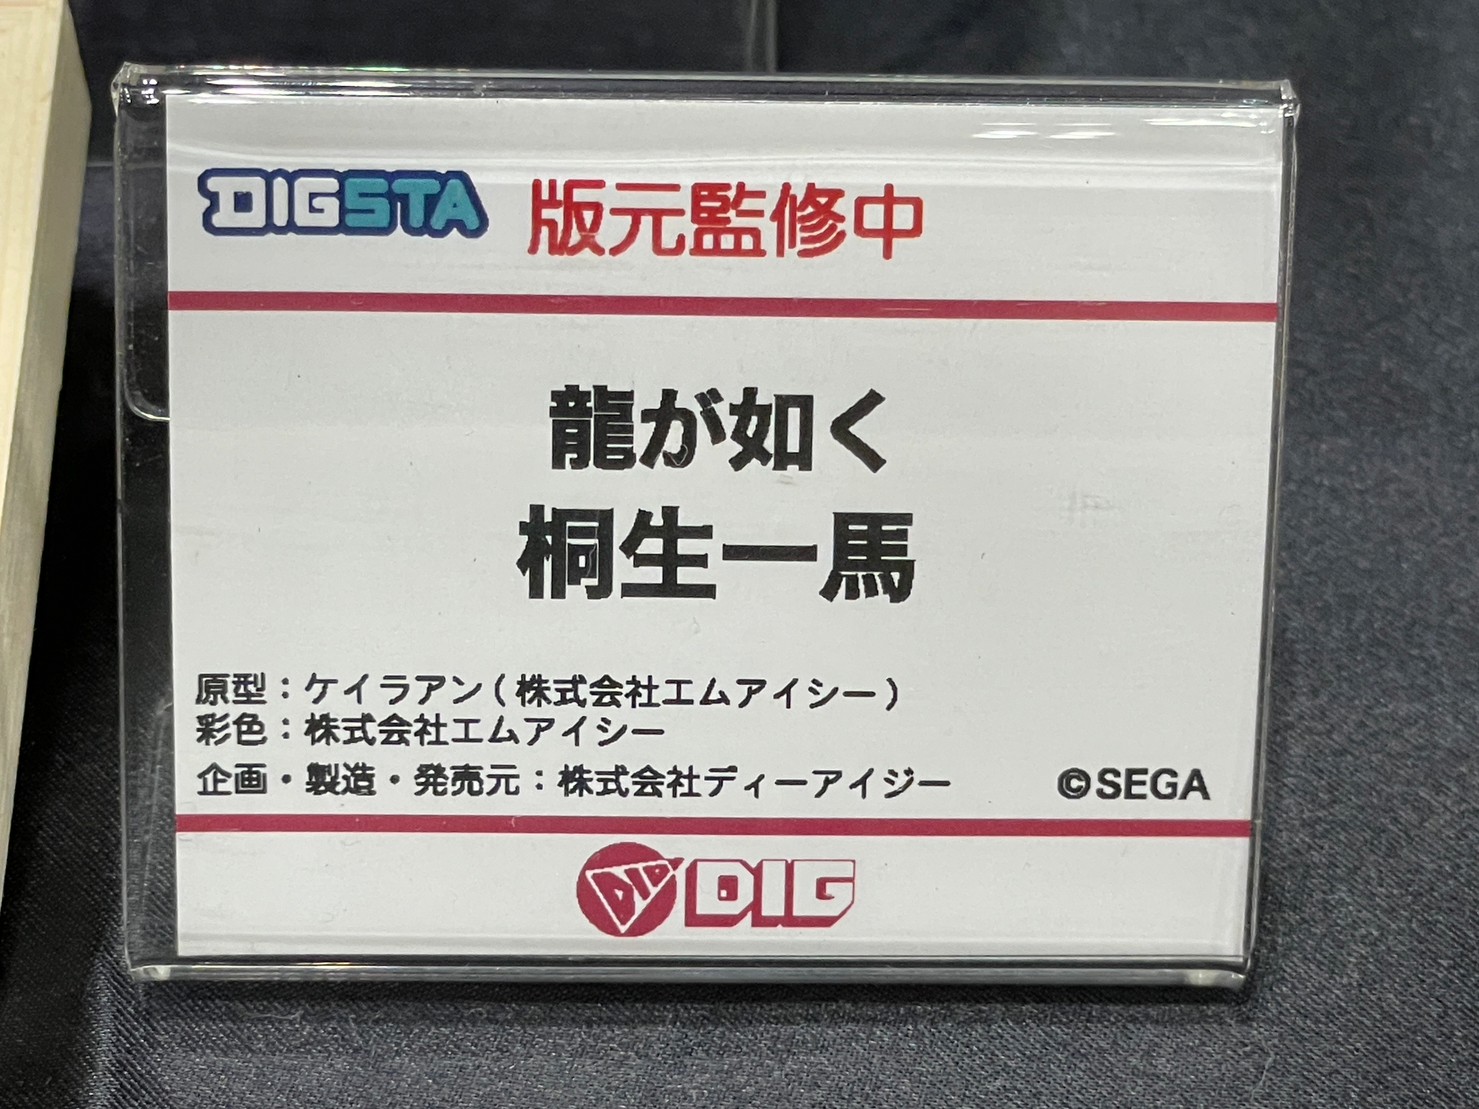 DIGSTA 版元監修中
龍が如く
桐生一馬
原型：ケイラアン(株式会社エムアイシー)
彩色：株式会社エムアイシー
企画・製造・発売元：株式会社ディーアイジー
©SEGA
DIG DIG